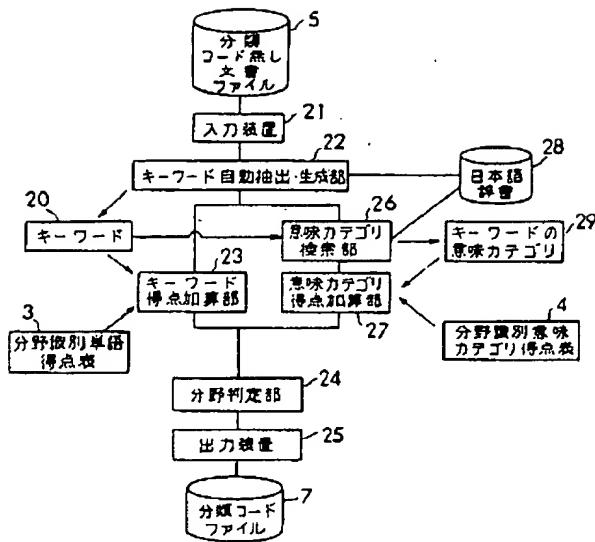 5
分類
コード無し
文書
ファイル
21
入力装置
22
キーワード自動抽出・生成部
28
日本語
辞書
20
キーワード
26
意味カテゴリ
検索部
29
キーワードの
意味カテゴリ
23
キーワード
得点加算部
意味カテゴリ
得点加算部
27
3
分野識別単語
得点表
4
分野識別意味
カテゴリ得点表
24
分野判定部
25
出力装置
7
分類コード
ファイル